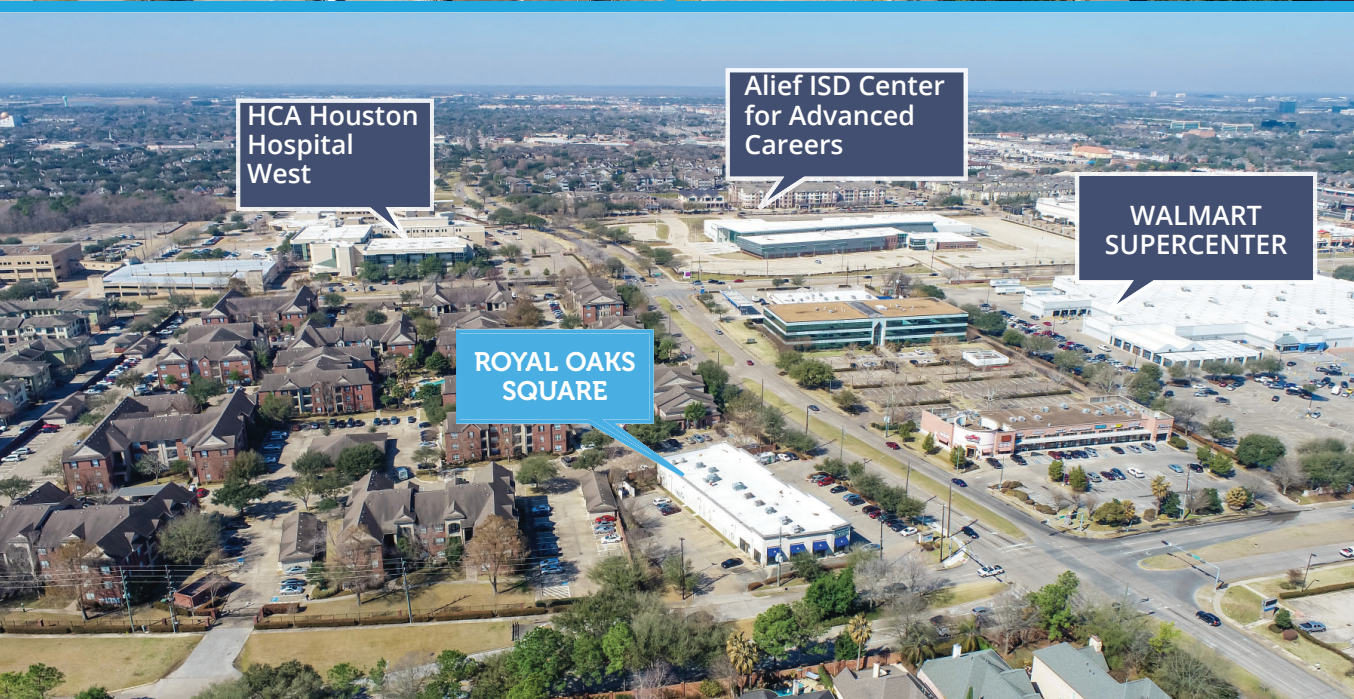 HCA Houston
Hospital
West
Alief ISD Center
for Advanced
Careers
WALMART
SUPERCENTER
ROYAL OAKS
SQUARE